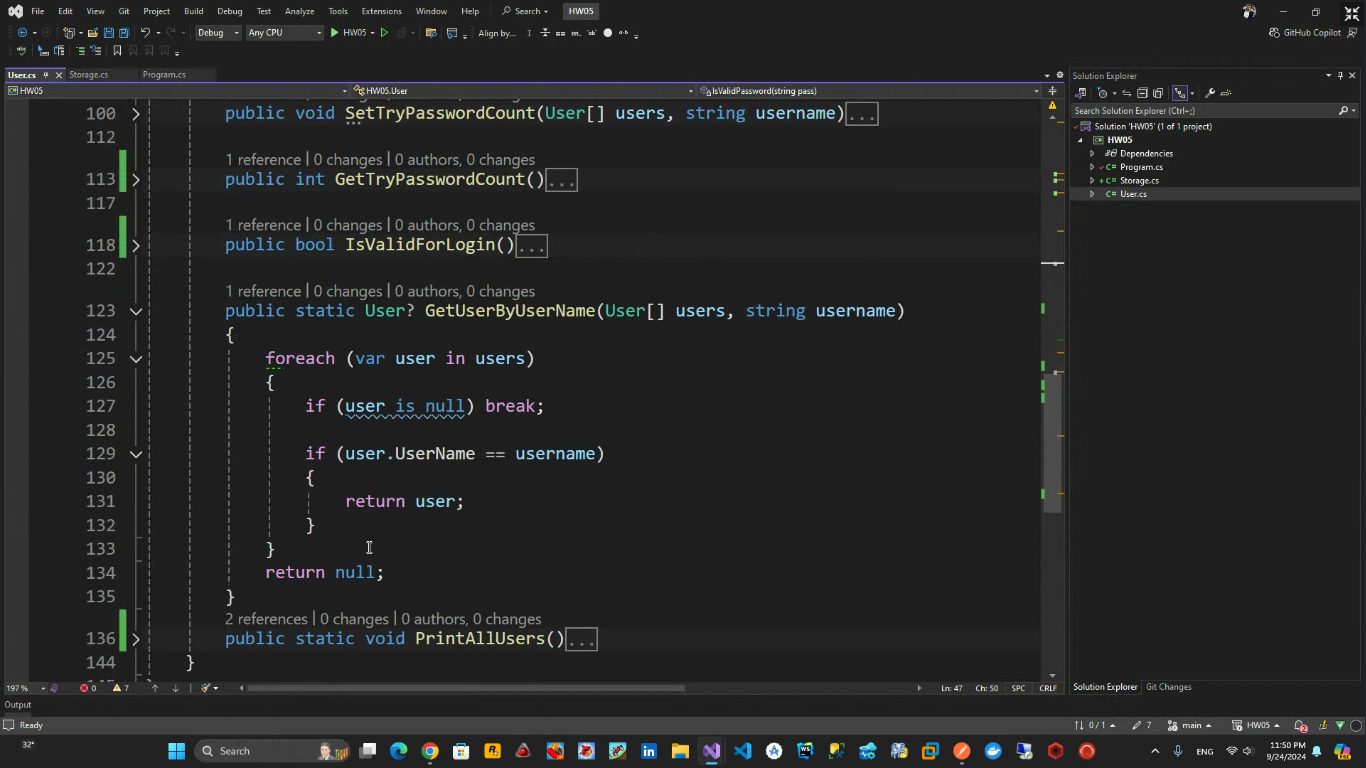 File Edit View Git Project Build Debug Test Analyze Tools Extensions Window Help Search HW05
Debug Any CPU HW05 Align by...
GitHub Copilot
User.cs Storage.cs Program.cs
HW05 HW05.User IsValidPassword(string pass)
100 public void SetTryPasswordCount(User[] users, string username)...
112
1 reference | 0 changes | 0 authors, 0 changes
113 public int GetTryPasswordCount()...
117
1 reference | 0 changes | 0 authors, 0 changes
118 public bool IsValidForLogin()...
122
1 reference | 0 changes | 0 authors, 0 changes
123 public static User? GetUserByUserName(User[] users, string username)
124 {
125 foreach (var user in users)
126 {
127 if (user is null) break;
128
129 if (user.UserName == username)
130 {
131 return user;
132 }
133 }
134 return null;
135 }
2 references | 0 changes | 0 authors, 0 changes
136 public static void PrintAllUsers()...
144 }
Solution Explorer
Search Solution Explorer (Ctrl+;)
Solution 'HW05' (1 of 1 project)
HW05
Dependencies
Program.cs
Storage.cs
User.cs
Solution Explorer Git Changes
197 % 0 7 Ln: 47 Ch: 50 SPC CRLF
Output
Ready 0 / 1 7 main HW05 2
32°
Search
ENG 11:50 PM
9/24/2024